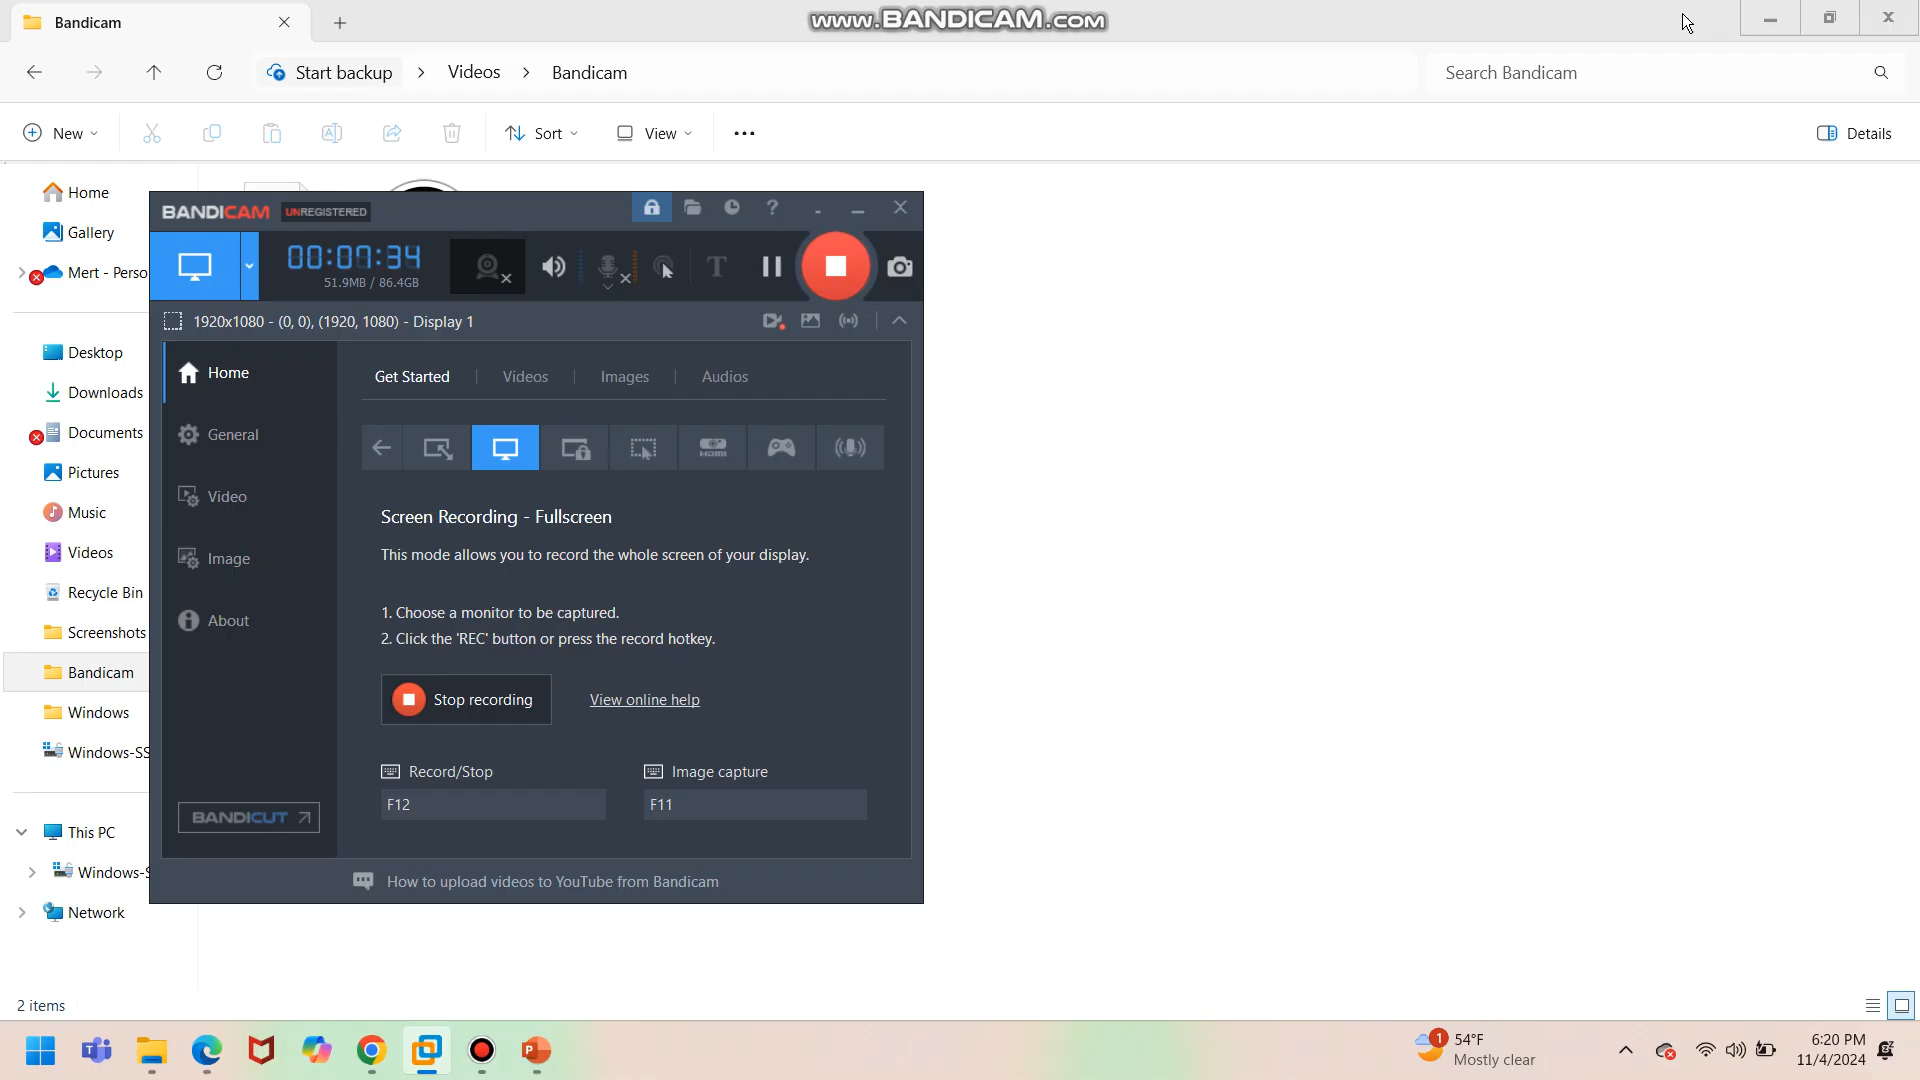 Bandicam
www.BANDICAM.com
Start backup
Videos
Bandicam
Search Bandicam
New
Sort
View
Details
Home
Gallery
Mert - Perso
Desktop
Downloads
Documents
Pictures
Music
Videos
Recycle Bin
Screenshots
Bandicam
Windows
Windows-SS
This PC
Windows-S
Network
BANDICAM UNREGISTERED
00:07:34
51.9MB / 86.4GB
1920x1080 - (0, 0), (1920, 1080) - Display 1
Home
General
Video
Image
About
BANDICUT
Get Started
Videos
Images
Audios
HDMI
Screen Recording - Fullscreen
This mode allows you to record the whole screen of your display.
1. Choose a monitor to be captured.
2. Click the 'REC' button or press the record hotkey.
Stop recording
View online help
Record/Stop
Image capture
F12
F11
How to upload videos to YouTube from Bandicam
2 items
1
54°F
Mostly clear
6:20 PM
11/4/2024